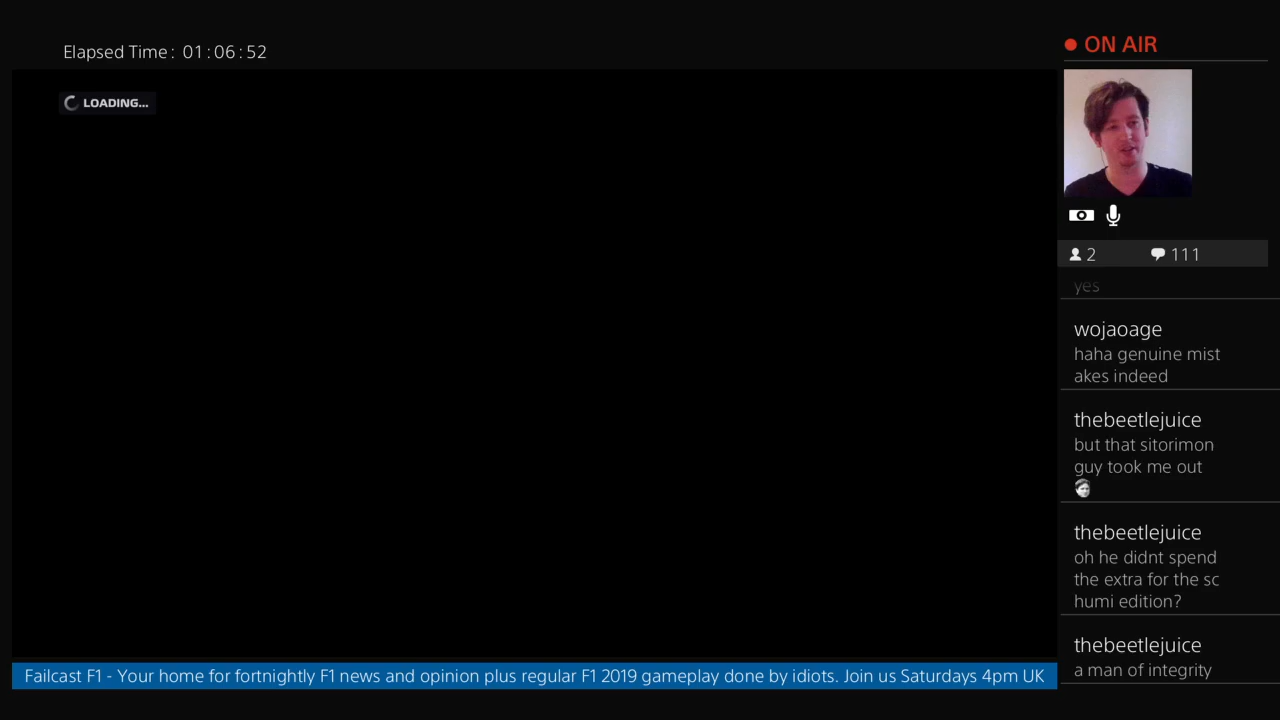 Elapsed Time: 01:06:52
ON AIR
LOADING...
2
111
yes
wojaoage
haha genuine mist
akes indeed
thebeetlejuice
but that sitorimon
guy took me out
thebeetlejuice
oh he didnt spend
the extra for the sc
humi edition?
thebeetlejuice
a man of integrity
Failcast F1 - Your home for fortnightly F1 news and opinion plus regular F1 2019 gameplay done by idiots. Join us Saturdays 4pm UK